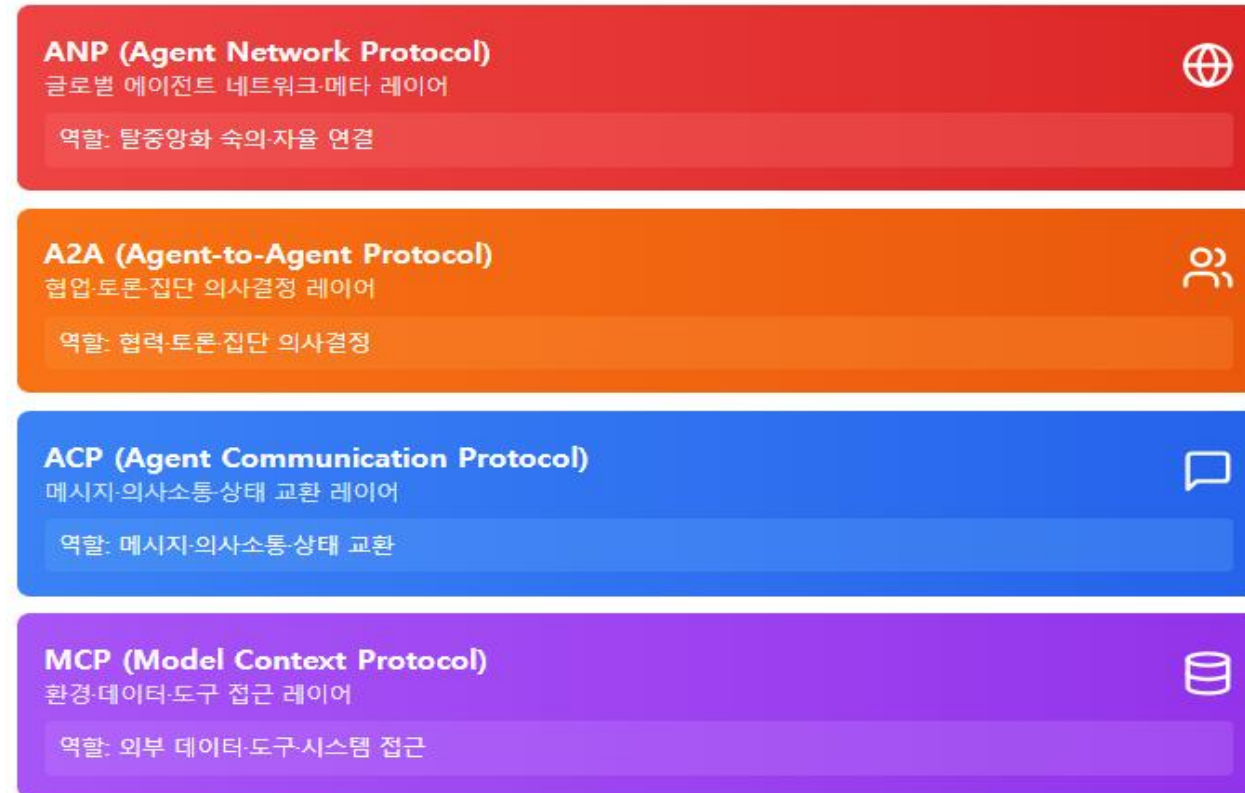 ANP (Agent Network Protocol)
글로벌 에이전트 네트워크·메타 레이어
역할: 탈중앙화 숙의·자율 연결
A2A (Agent-to-Agent Protocol)
협업·토론·집단 의사결정 레이어
역할: 협력·토론·집단 의사결정
ACP (Agent Communication Protocol)
메시지·의사소통·상태 교환 레이어
역할: 메시지·의사소통·상태 교환
MCP (Model Context Protocol)
환경·데이터·도구 접근 레이어
역할: 외부 데이터·도구·시스템 접근